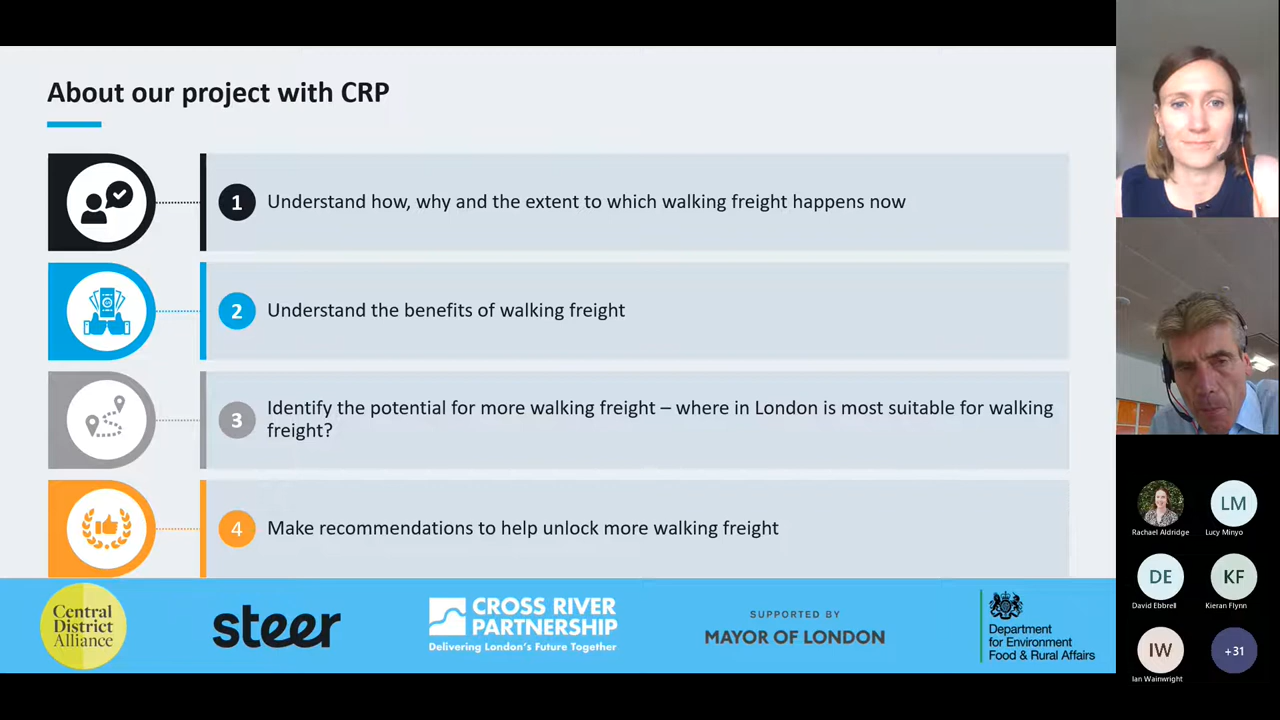 About our project with CRP
1
Understand how, why and the extent to which walking freight happens now
2
Understand the benefits of walking freight
3
Identify the potential for more walking freight – where in London is most suitable for walking
freight?
4
Make recommendations to help unlock more walking freight
Central
District
Alliance
steer
CROSS RIVER
PARTNERSHIP
Delivering London's Future Together
SUPPORTED BY
MAYOR OF LONDON
Department
for Environment
Food & Rural Affairs
Rachael Aldridge
LM
Lucy Minyo
DE
David Ebbrell
KF
Kieran Flynn
IW
Ian Wainwright
+31